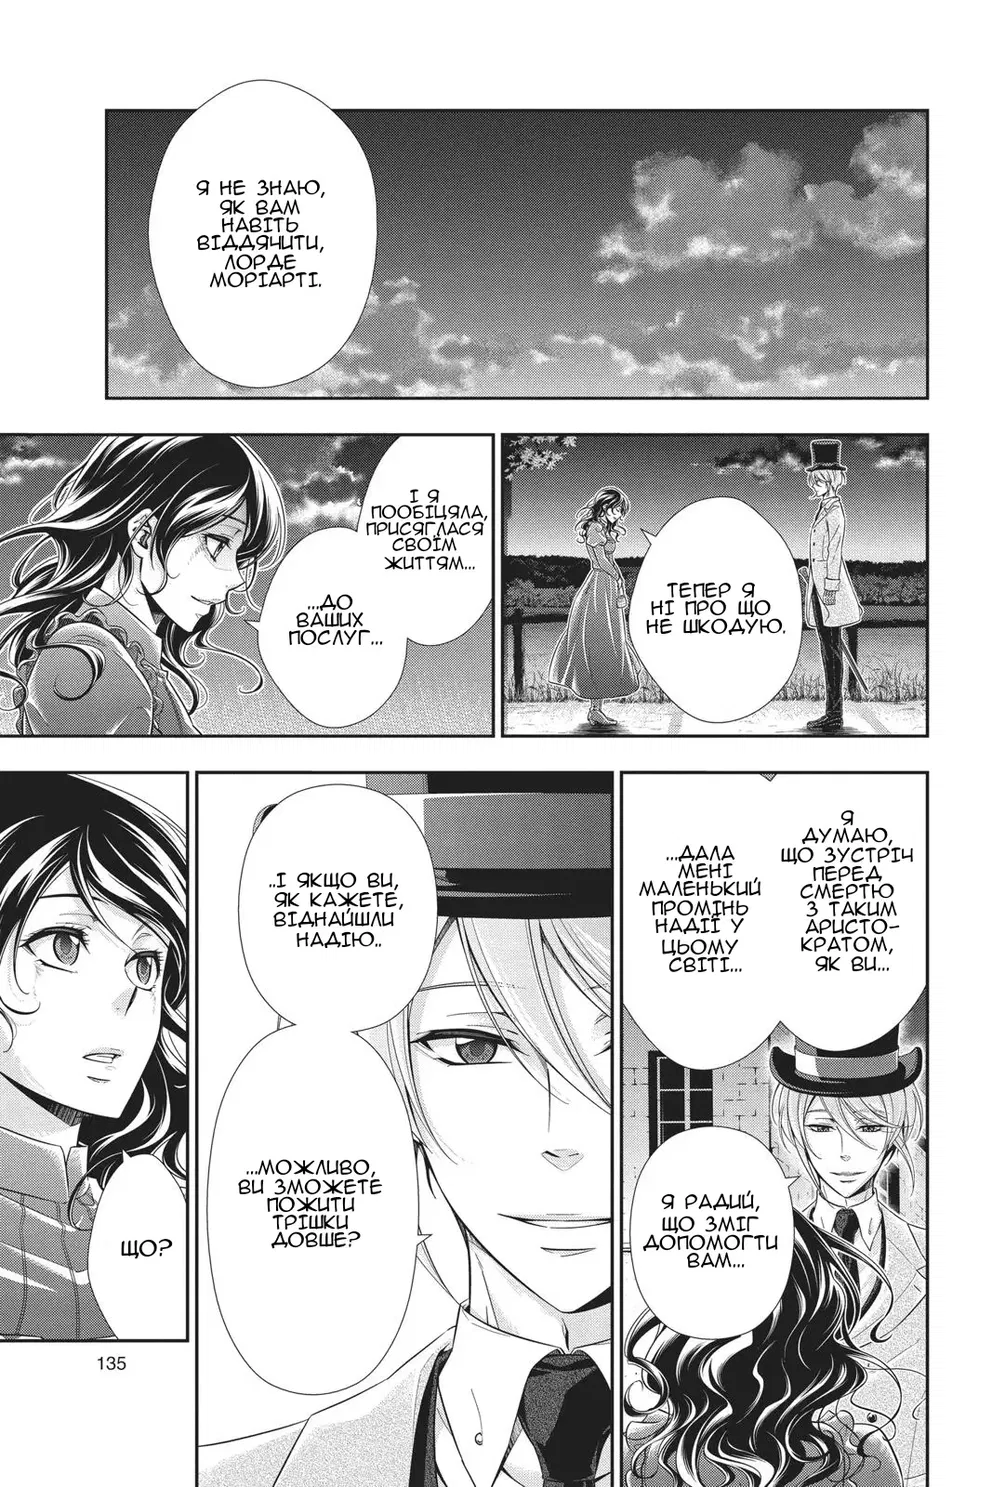 Я НЕ ЗНАЮ,
ЯК ВАМ
НАВІТЬ
ВІДДЯЧИТИ,
ЛОРДЕ
МОРІАРТІ.
ТЕПЕР Я
НІ ПРО ЩО
НЕ ШКОДУЮ.
І Я
ПООБІЦЯЛА,
ПРИСЯГЛАСЯ
СВОЇМ
ЖИТТЯМ...
...ДО
ВАШИХ
ПОСЛУГ...
Я
ДУМАЮ,
ЩО ЗУСТРІЧ
ПЕРЕД
СМЕРТЮ
З ТАКИМ
АРИСТО-
КРАТОМ,
ЯК ВИ...
...ДАЛА
МЕНІ
МАЛЕНЬКИЙ
ПРОМІНЬ
НАДІЇ У
ЦЬОМУ
СВІТІ...
Я РАДИЙ,
ЩО ЗМІГ
ДОПОМОГТИ
ВАМ...
..І ЯКЩО ВИ,
ЯК КАЖЕТЕ,
ВІДНАЙШЛИ
НАДІЮ..
...МОЖЛИВО,
ВИ ЗМОЖЕТЕ
ПОЖИТИ
ТРІШКИ
ДОВШЕ?
ЩО?
135